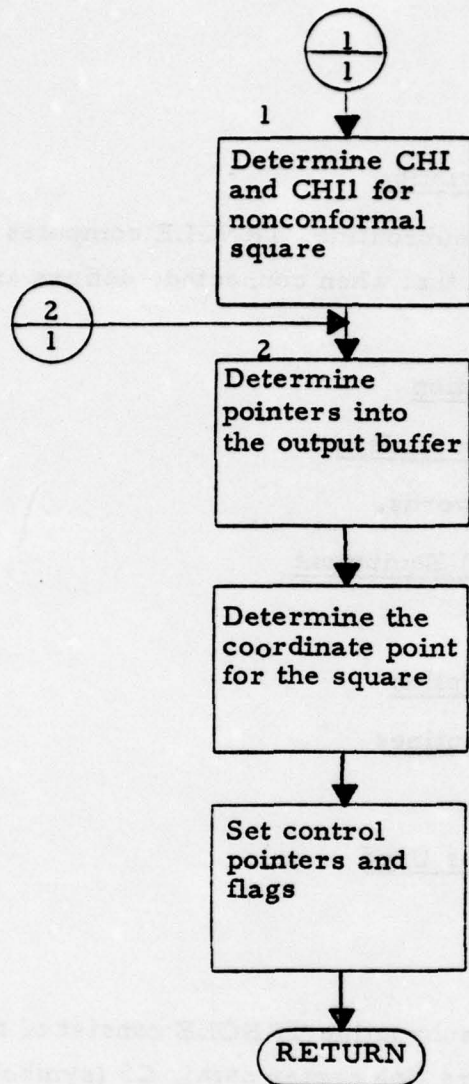 1
1
1
Determine CHI
and CHI1 for
nonconformal
square
2
1
2
Determine
pointers into
the output buffer
Determine the
coordinate point
for the square
Set control
pointers and
flags
RETURN